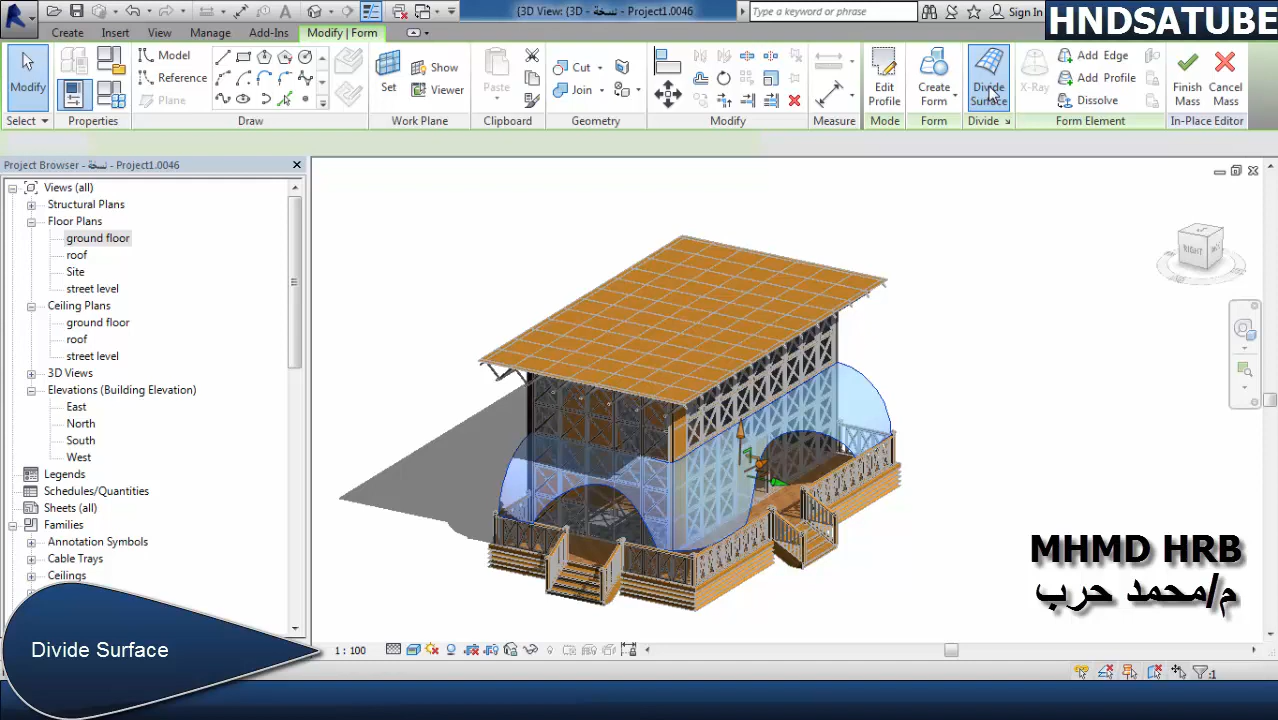 3D View: {3D - نسخة - Project1.0046
Type a keyword or phrase
Sign In
HNDSATUBE
Create Insert View Manage Add-Ins Modify | Form
Modify
Model
Reference
Plane
Set
Show
Viewer
Paste
Cut
Join
Edit Profile
Create Form
Divide Surface
X-Ray
Add Edge
Add Profile
Dissolve
Finish Mass
Cancel Mass
Select Properties Draw Work Plane Clipboard Geometry Modify Measure Mode Form Divide Form Element In-Place Editor
Project Browser - نسخة - Project1.0046
Views (all)
Structural Plans
Floor Plans
ground floor
roof
Site
street level
Ceiling Plans
ground floor
roof
street level
3D Views
Elevations (Building Elevation)
East
North
South
West
Legends
Schedules/Quantities
Sheets (all)
Families
Annotation Symbols
Cable Trays
Ceilings
RIGHT
MHMD HRB
م/محمد حرب
Divide Surface
1 : 100
:1